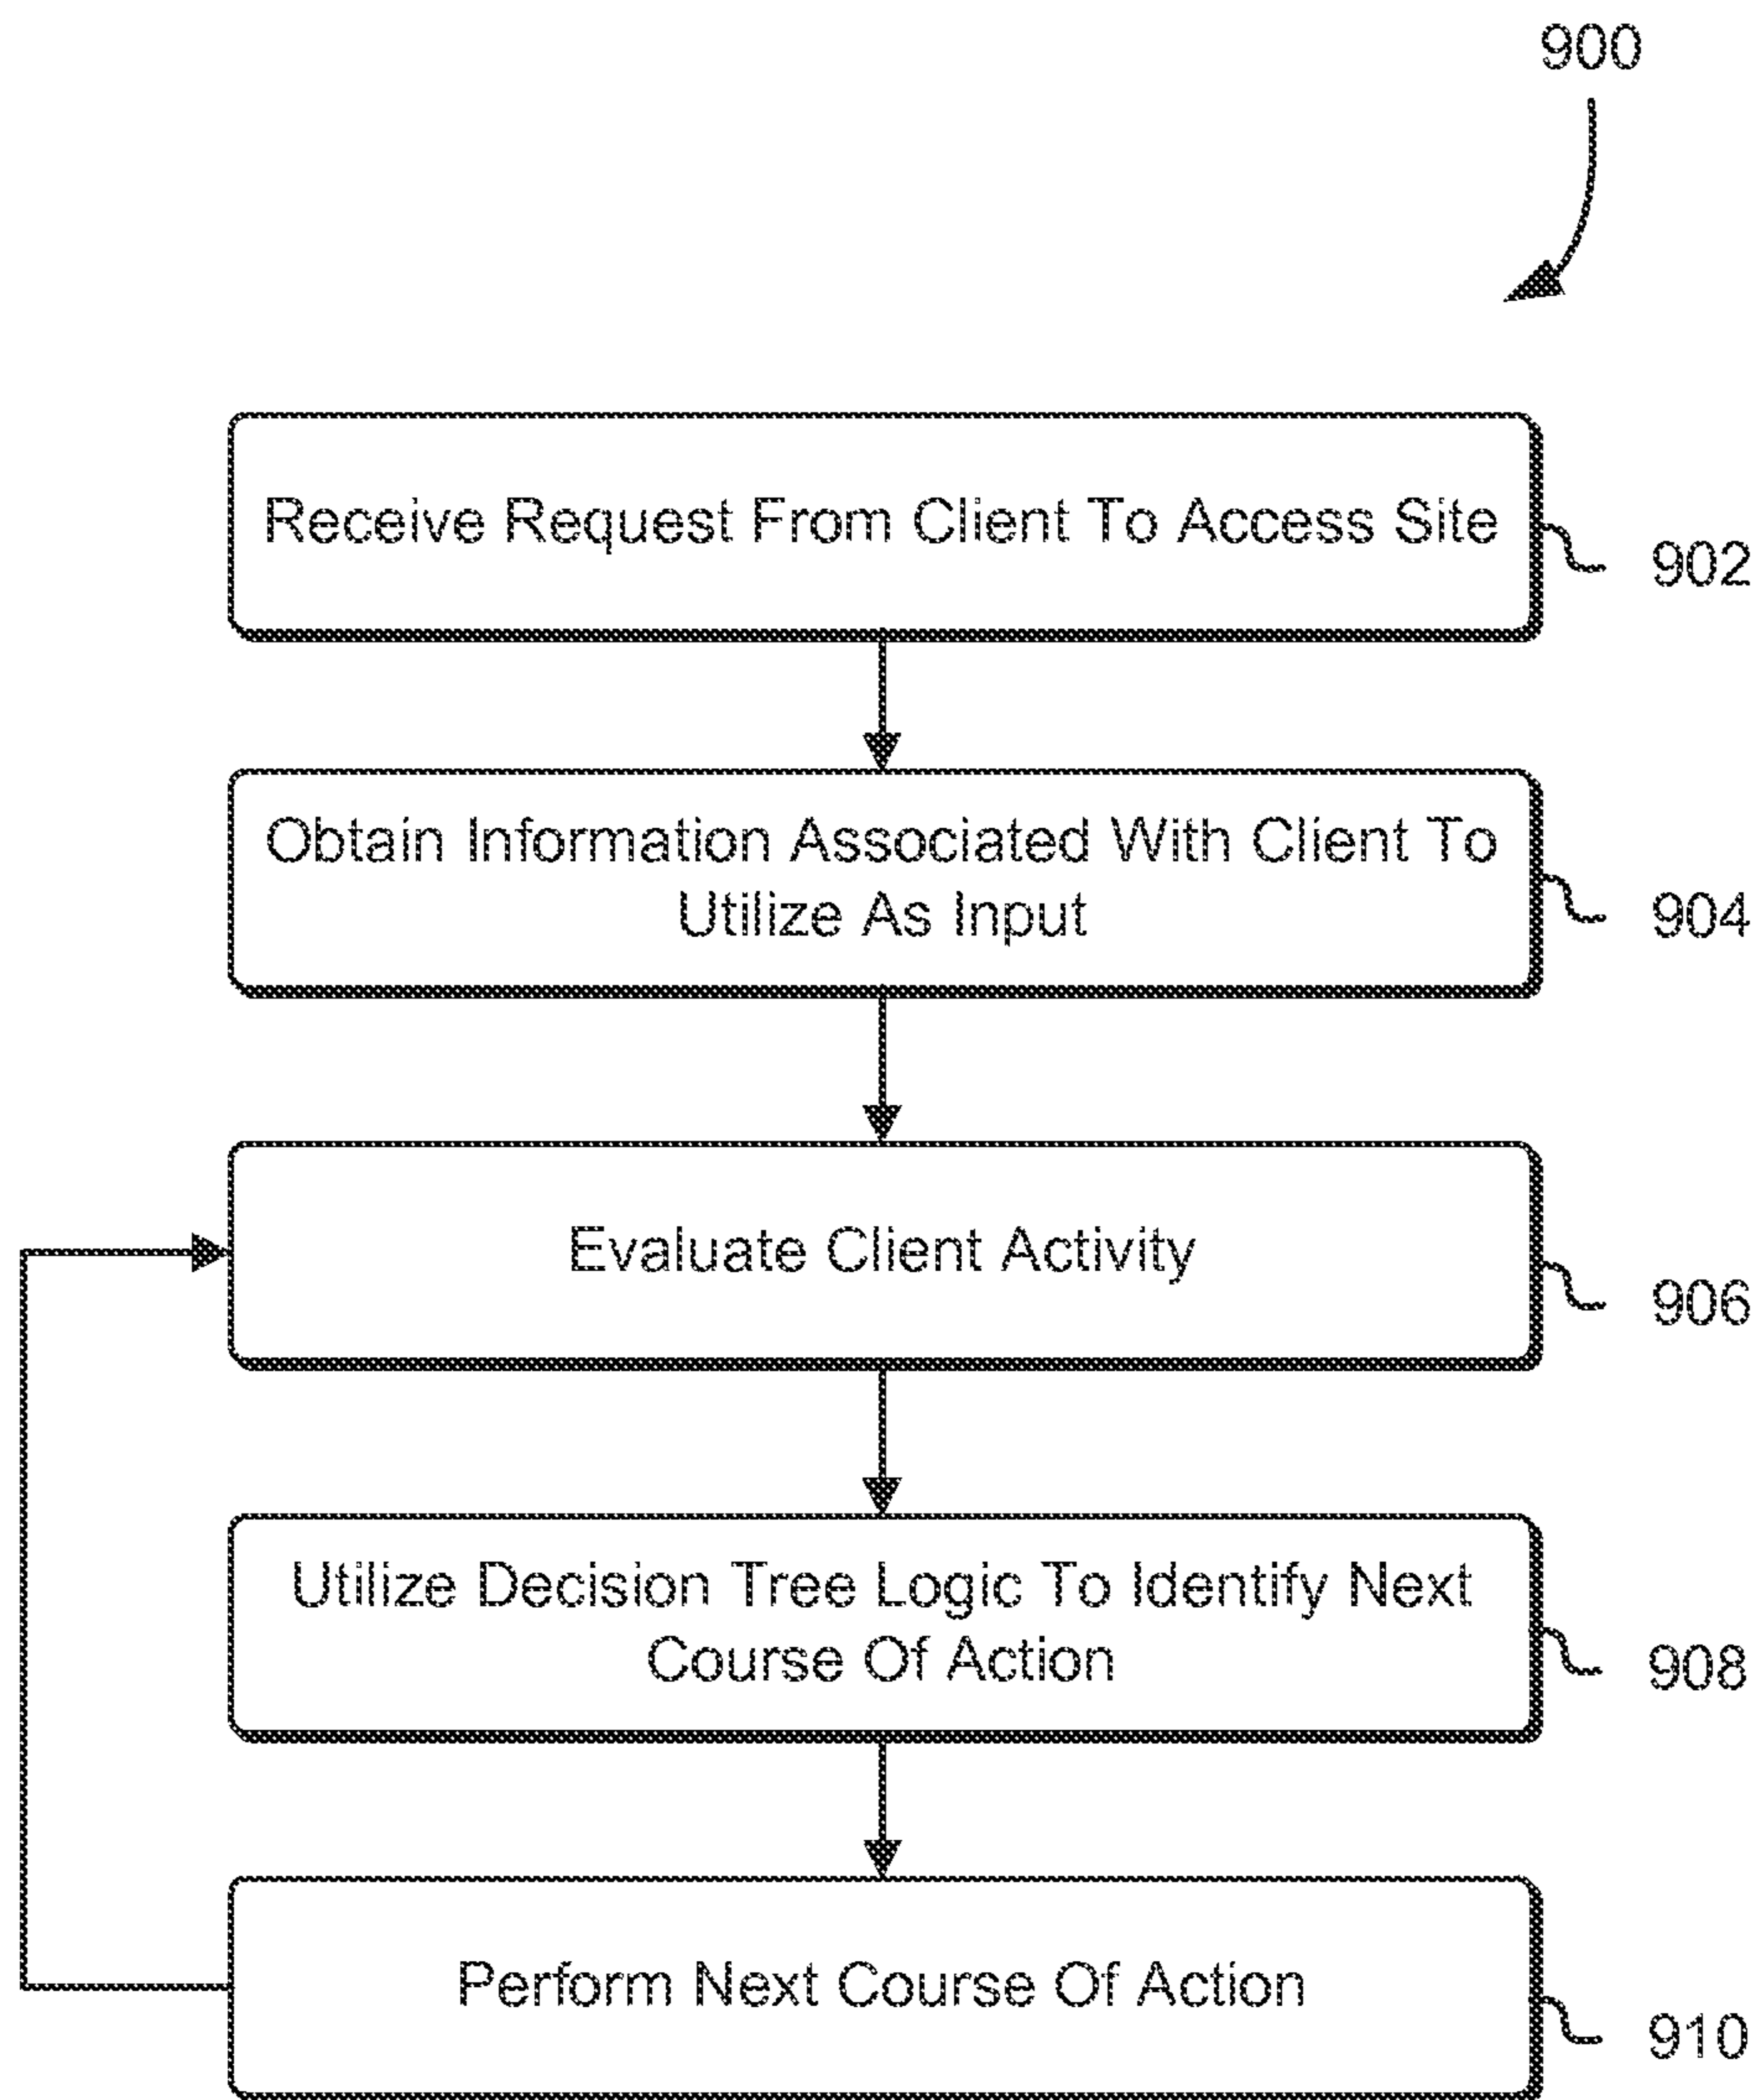 900
Receive Request From Client To Access Site
902
Obtain Information Associated With Client To
Utilize As Input
904
Evaluate Client Activity
906
Utilize Decision Tree Logic To Identify Next
Course Of Action
908
Perform Next Course Of Action
910